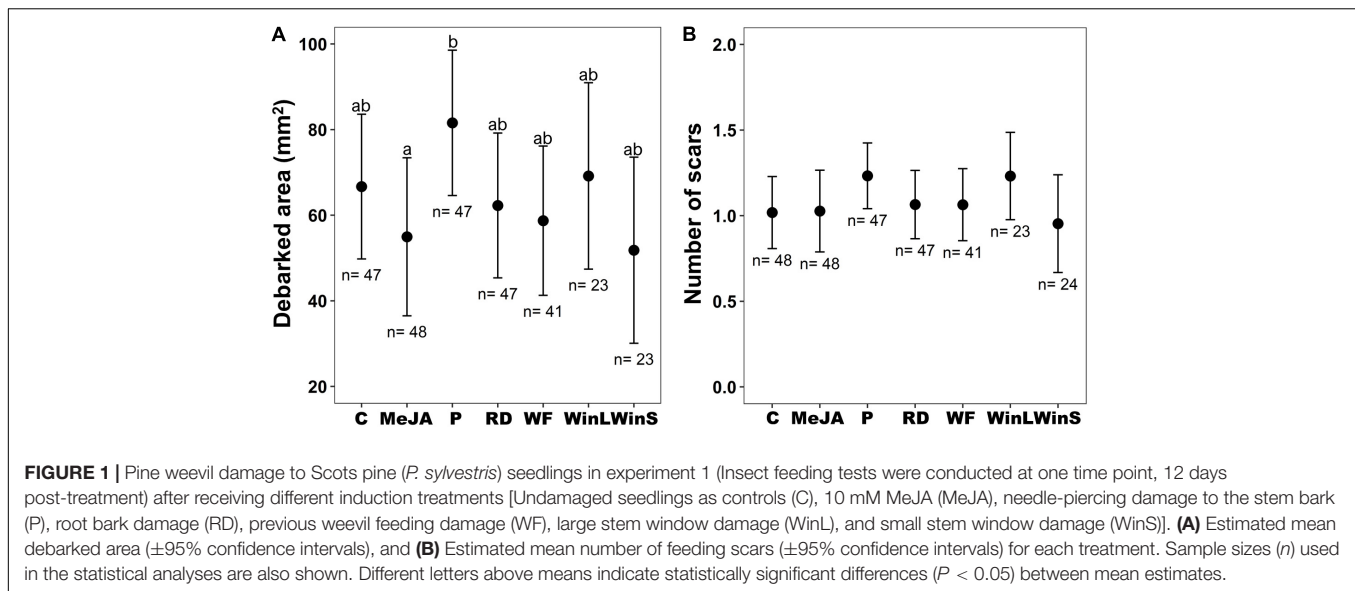 A
B
100
80
60
40
20
Debarked area (mm²)
ab
a
b
ab
ab
ab
ab
n= 47
n= 48
n= 47
n= 47
n= 41
n= 23
n= 23
C MeJA P RD WF WinL WinS
2.0
1.5
1.0
0.5
0.0
Number of scars
n= 48
n= 48
n= 47
n= 47
n= 41
n= 23
n= 24
C MeJA P RD WF WinL WinS
FIGURE 1 | Pine weevil damage to Scots pine (P. sylvestris) seedlings in experiment 1 (Insect feeding tests were conducted at one time point, 12 days
post-treatment) after receiving different induction treatments [Undamaged seedlings as controls (C), 10 mM MeJA (MeJA), needle-piercing damage to the stem bark
(P), root bark damage (RD), previous weevil feeding damage (WF), large stem window damage (WinL), and small stem window damage (WinS)]. (A) Estimated mean
debarked area (±95% confidence intervals), and (B) Estimated mean number of feeding scars (±95% confidence intervals) for each treatment. Sample sizes (n) used
in the statistical analyses are also shown. Different letters above means indicate statistically significant differences (P < 0.05) between mean estimates.